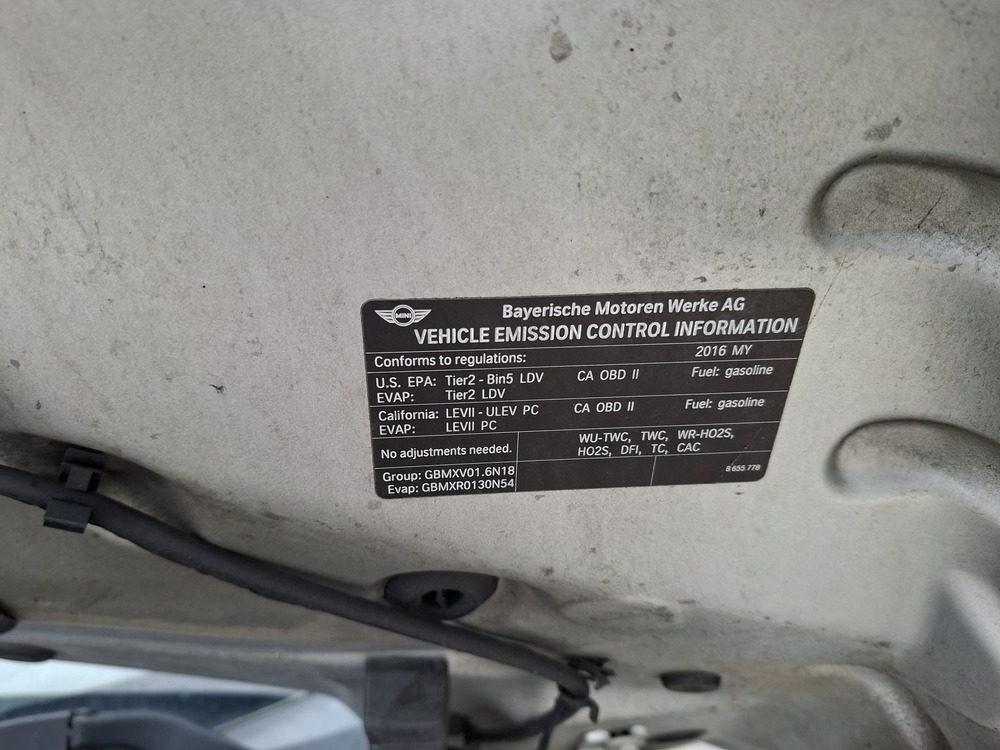 MINI
Bayerische Motoren Werke AG
VEHICLE EMISSION CONTROL INFORMATION
Conforms to regulations: 2016 MY
U.S. EPA: Tier2 - Bin5 LDV CA OBD II Fuel: gasoline
EVAP: Tier2 LDV
California: LEVII - ULEV PC CA OBD II Fuel: gasoline
EVAP: LEVII PC
No adjustments needed.
WU-TWC, TWC, WR-HO2S,
HO2S, DFI, TC, CAC
Group: GBMXV01.6N18
Evap: GBMXR0130N54
8 655 778